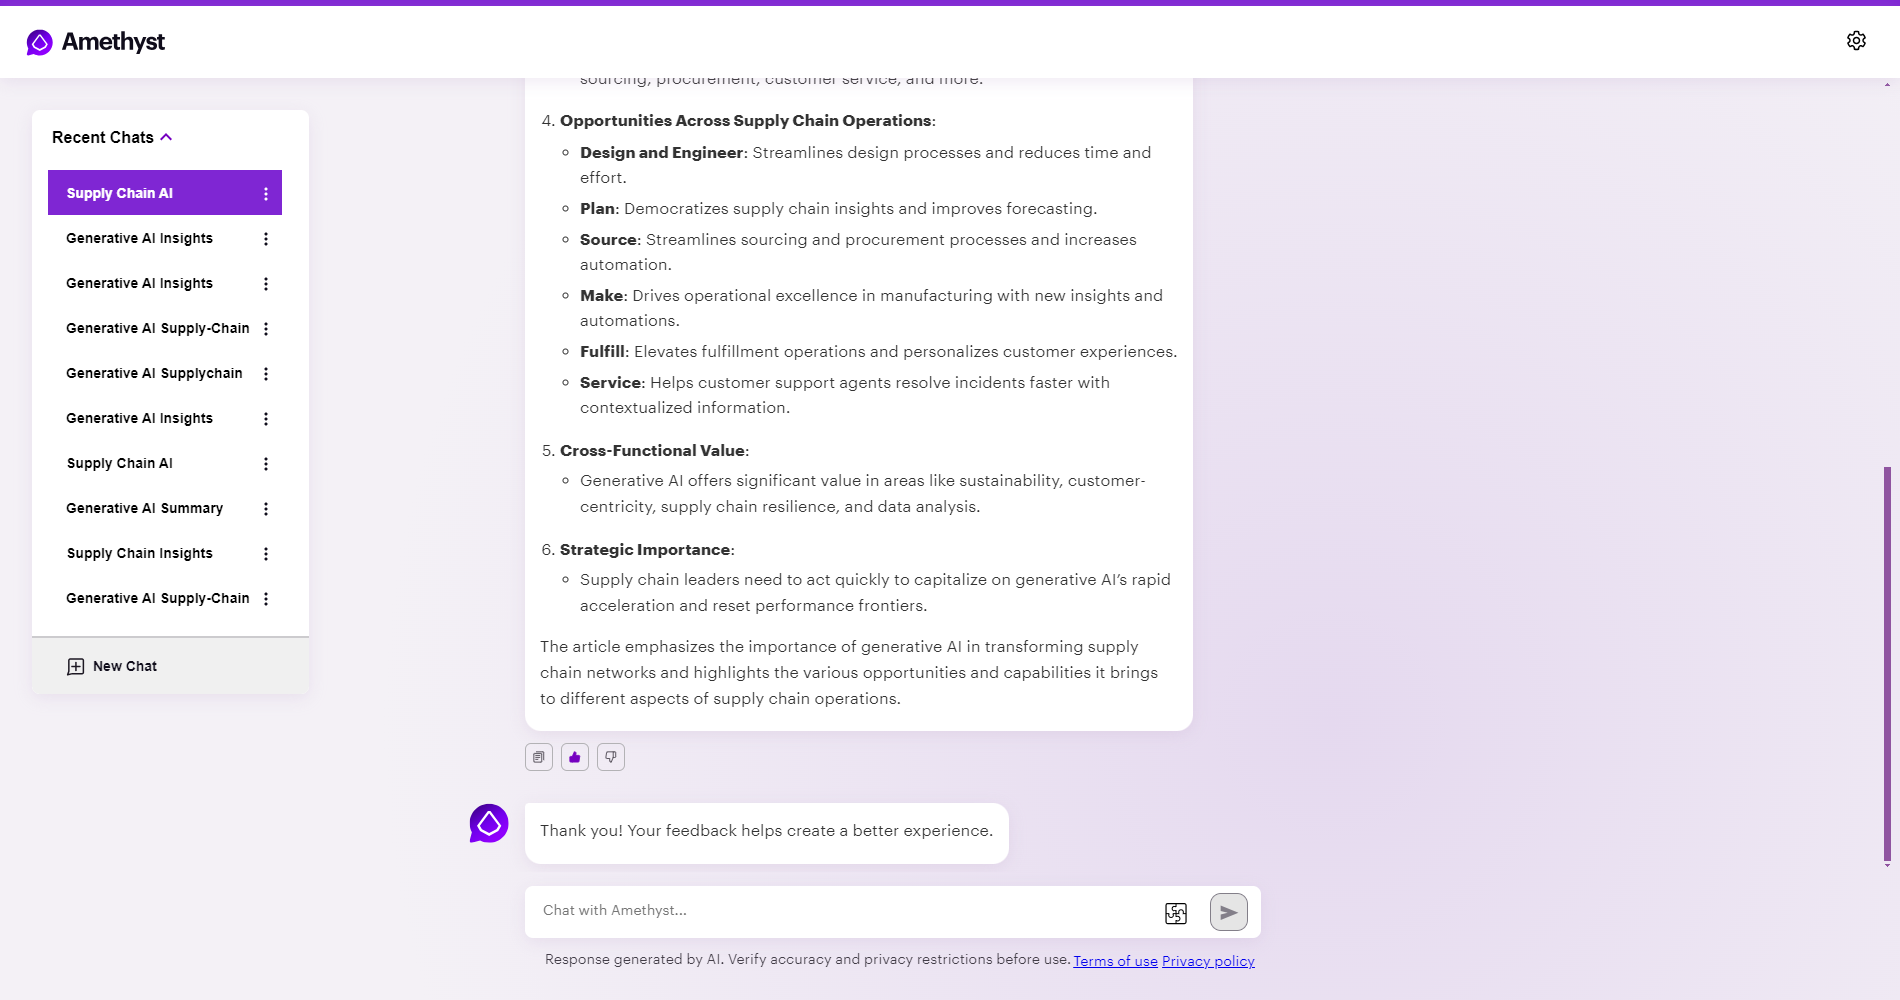 Amethyst
Recent Chats
Supply Chain AI
Generative AI Insights
Generative AI Insights
Generative AI Supply-Chain
Generative AI Supplychain
Generative AI Insights
Supply Chain AI
Generative AI Summary
Supply Chain Insights
Generative AI Supply-Chain
New Chat
sourcing, procurement, customer service, and more.
4. Opportunities Across Supply Chain Operations:
Design and Engineer: Streamlines design processes and reduces time and
effort.
Plan: Democratizes supply chain insights and improves forecasting.
Source: Streamlines sourcing and procurement processes and increases
automation.
Make: Drives operational excellence in manufacturing with new insights and
automations.
Fulfill: Elevates fulfillment operations and personalizes customer experiences.
Service: Helps customer support agents resolve incidents faster with
contextualized information.
5. Cross-Functional Value:
Generative AI offers significant value in areas like sustainability, customer-
centricity, supply chain resilience, and data analysis.
6. Strategic Importance:
Supply chain leaders need to act quickly to capitalize on generative AI’s rapid
acceleration and reset performance frontiers.
The article emphasizes the importance of generative AI in transforming supply
chain networks and highlights the various opportunities and capabilities it brings
to different aspects of supply chain operations.
Thank you! Your feedback helps create a better experience.
Chat with Amethyst...
Response generated by AI. Verify accuracy and privacy restrictions before use. Terms of use Privacy policy